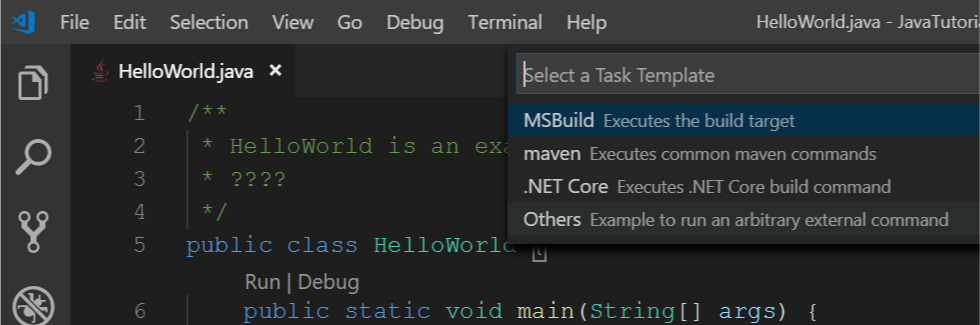 File Edit Selection View Go Debug Terminal Help HelloWorld.java - JavaTutoria
HelloWorld.java ×
Select a Task Template
MSBuild Executes the build target
maven Executes common maven commands
.NET Core Executes .NET Core build command
Others Example to run an arbitrary external command
1 /**
2 * HelloWorld is an exa
3 * ????
4 */
5 public class HelloWorld {
Run | Debug
6 public static void main(String[] args) {